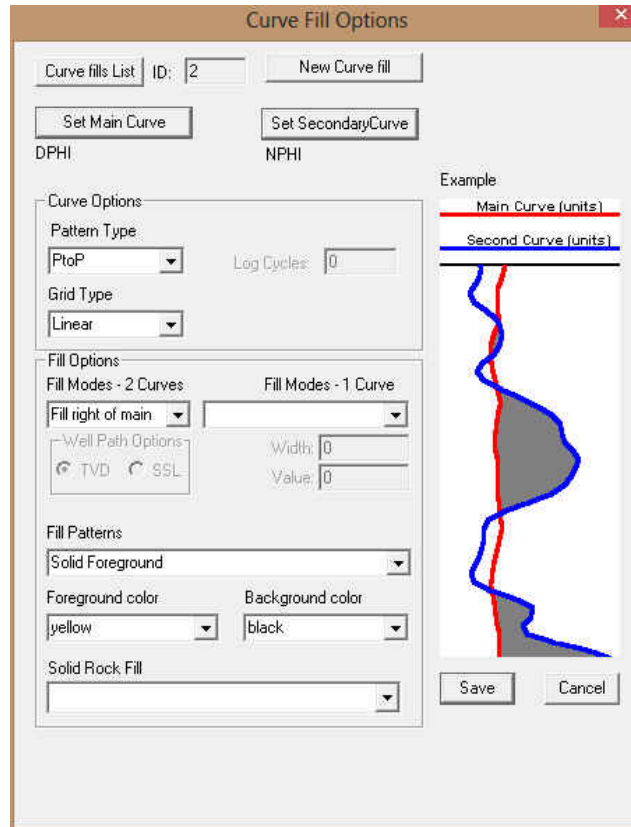 Curve Fill Options
Curve fills List ID: 2 New Curve fill
Set Main Curve Set SecondaryCurve
DPHI NPHI
Example
Main Curve (units)
Second Curve (units)
Curve Options
Pattern Type
PtoP Log Cycles: 0
Grid Type
Linear
Fill Options
Fill Modes - 2 Curves Fill Modes - 1 Curve
Fill right of main
Well Path Options Width: 0
TVD SSL Value: 0
Fill Patterns
Solid Foreground
Foreground color Background color
yellow black
Solid Rock Fill
Save Cancel